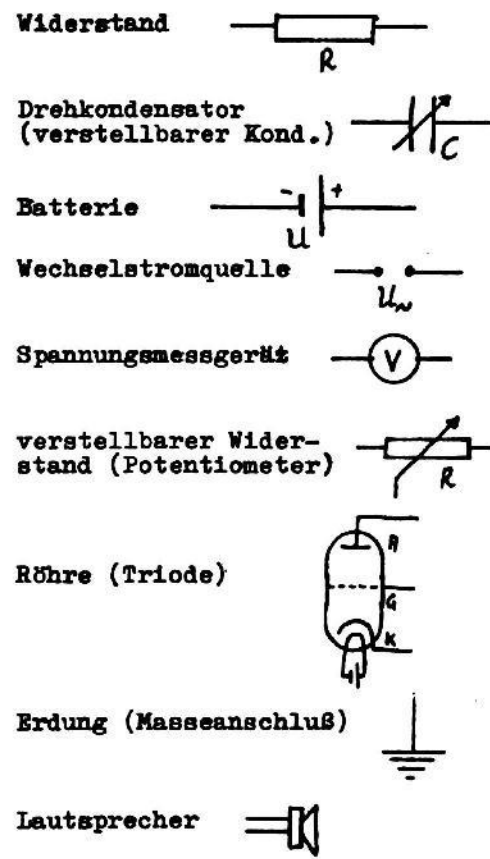 Widerstand
R
Drehkondensator
(verstellbarer Kond.)
C
Batterie
- +
U
Wechselstromquelle
U~
Spannungsmessgerät
V
verstellbarer Wider-
stand (Potentiometer)
R
A
Röhre (Triode)
G
K
Erdung (Masseanschluß)
Lautsprecher